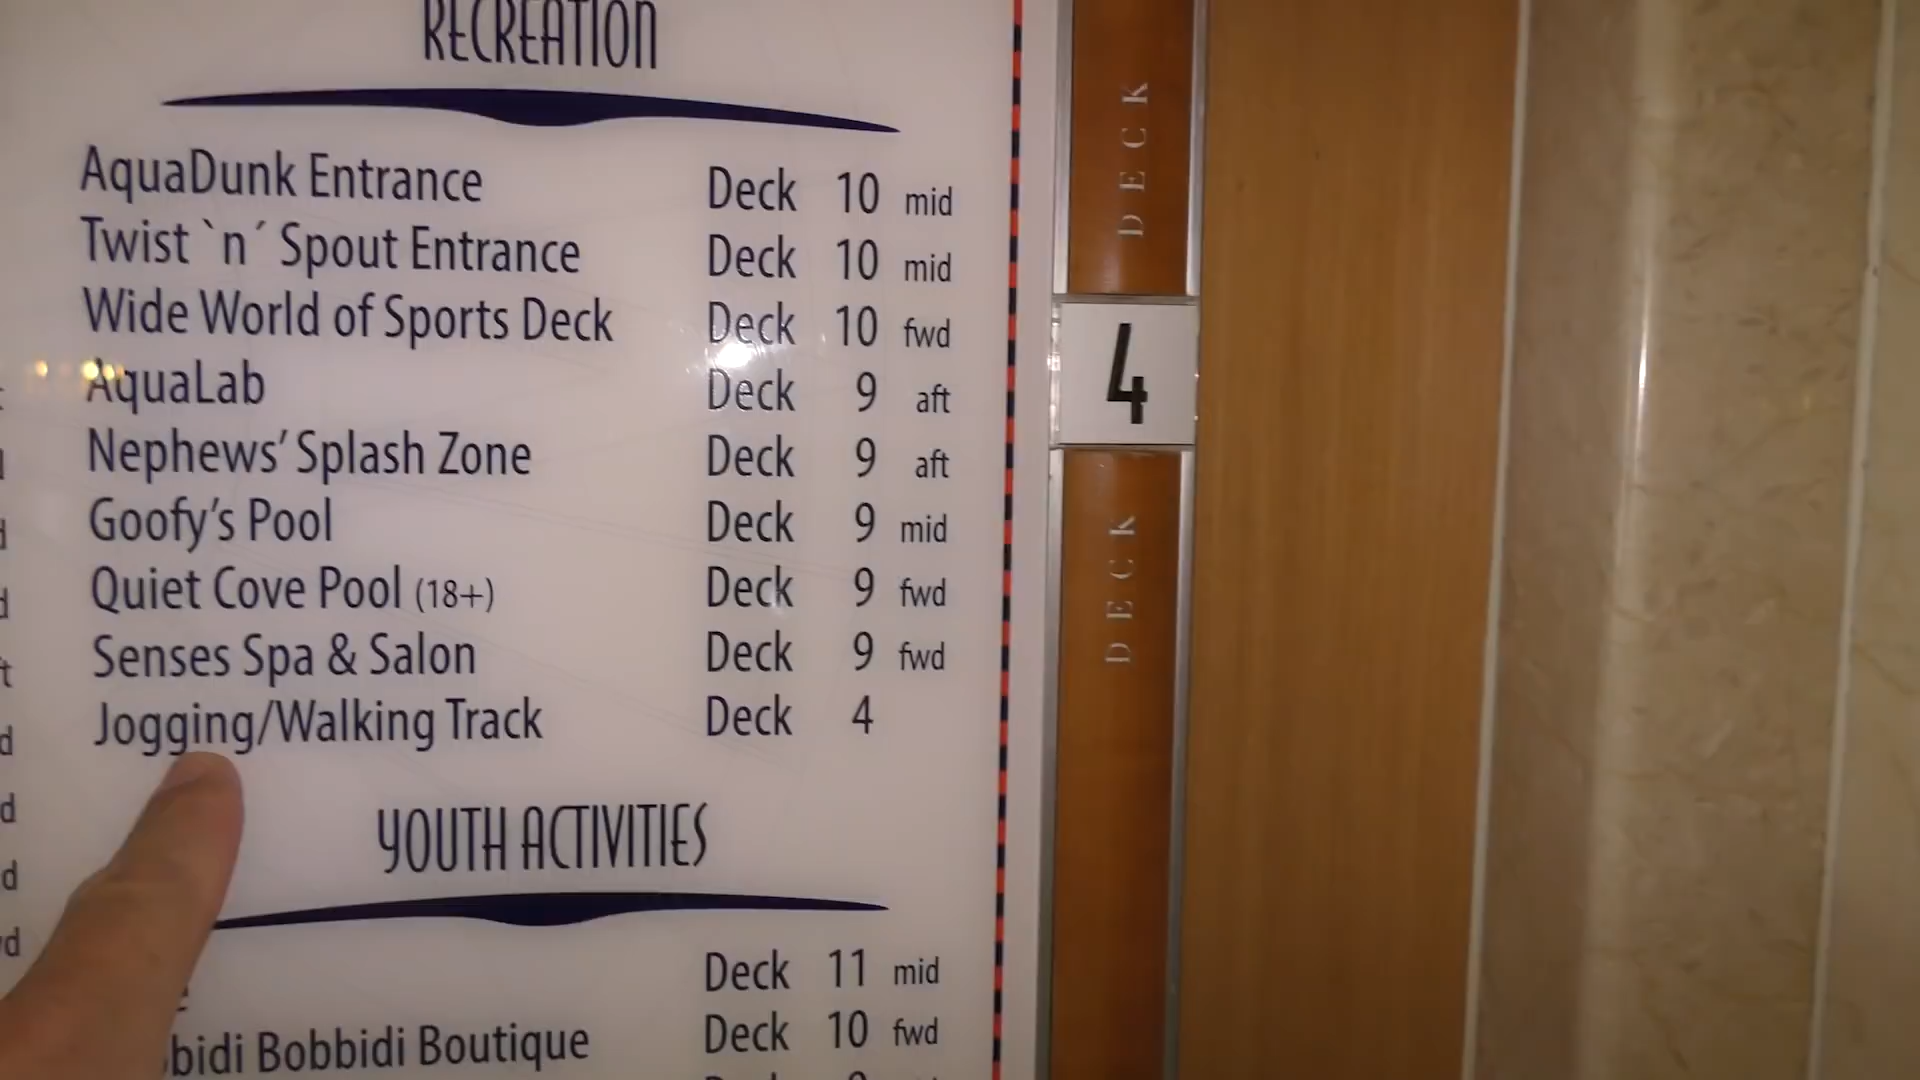 RECREATION
AquaDunk Entrance Deck 10 mid
Twist `n´ Spout Entrance Deck 10 mid
Wide World of Sports Deck Deck 10 fwd
AquaLab Deck 9 aft
Nephews’ Splash Zone Deck 9 aft
Goofy’s Pool Deck 9 mid
Quiet Cove Pool (18+) Deck 9 fwd
Senses Spa & Salon Deck 9 fwd
Jogging/Walking Track Deck 4
YOUTH ACTIVITIES
Deck 11 mid
Bobbidi Boutique Deck 10 fwd
DECK
4
DECK